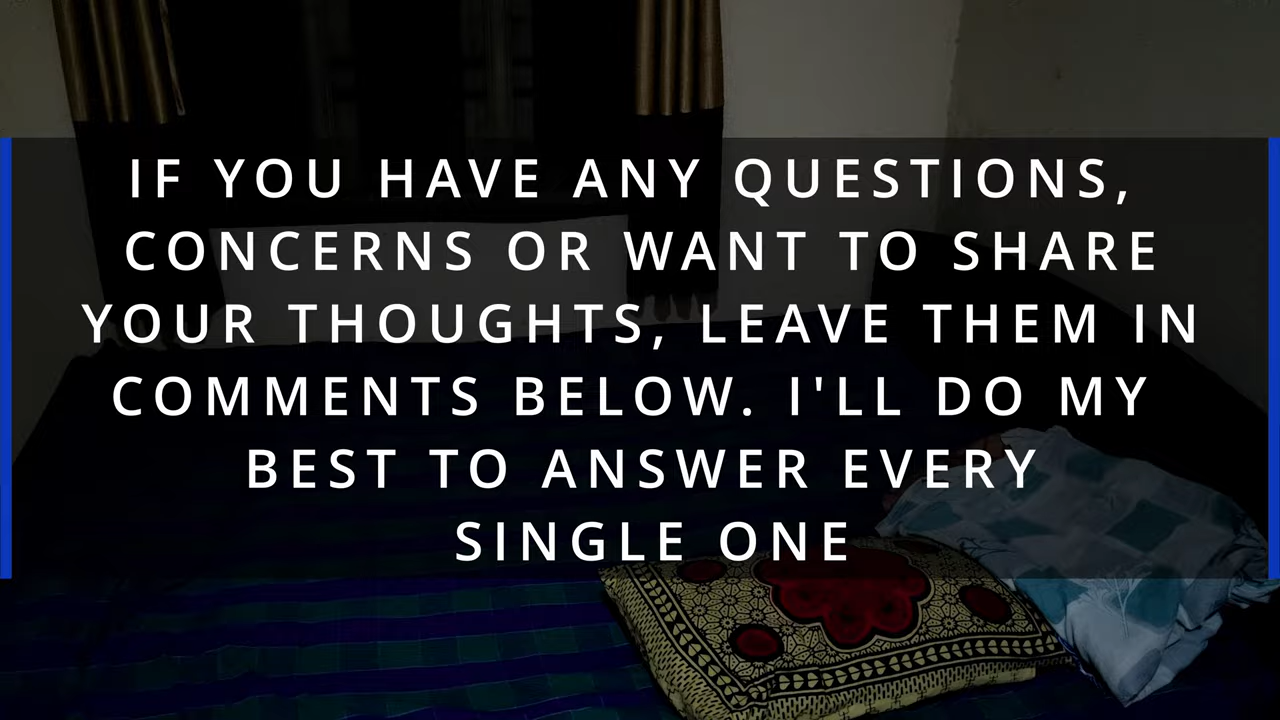 IF YOU HAVE ANY QUESTIONS,
CONCERNS OR WANT TO SHARE
YOUR THOUGHTS, LEAVE THEM IN
COMMENTS BELOW. I'LL DO MY
BEST TO ANSWER EVERY
SINGLE ONE